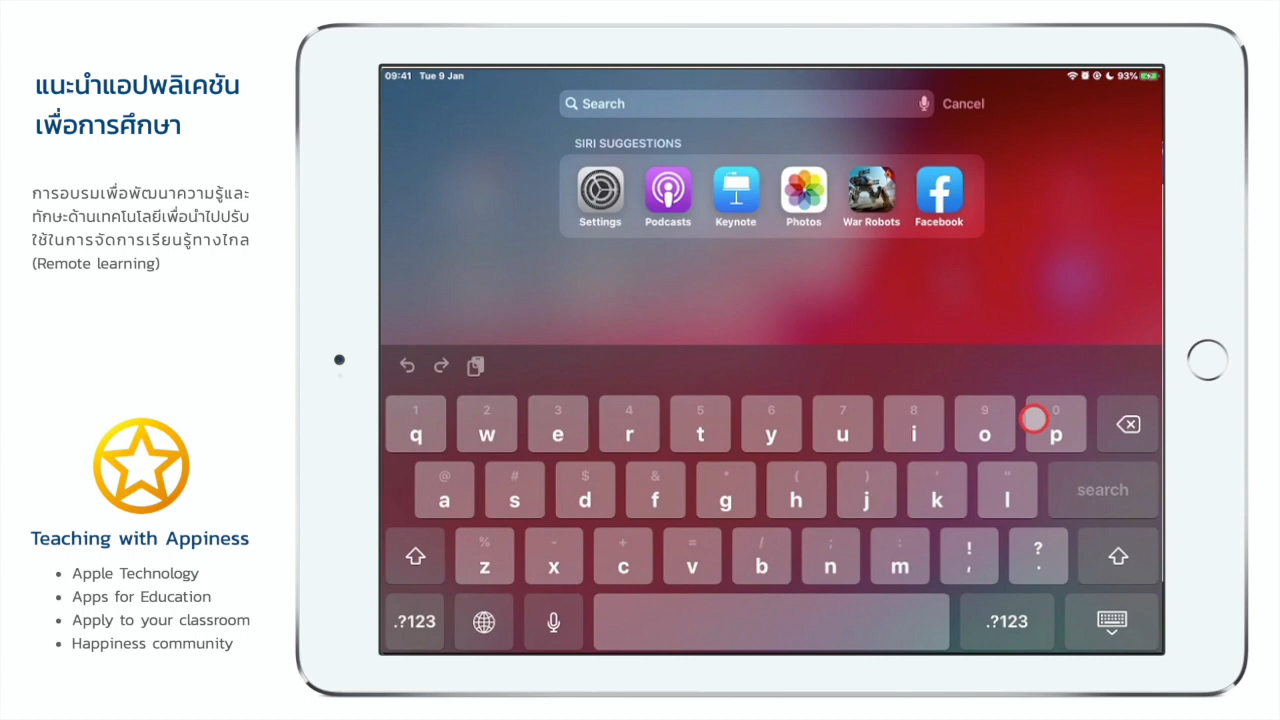 แนะนำแอปพลิเคชัน
เพื่อการศึกษา
การอบรมเพื่อพัฒนาความรู้และ
ทักษะด้านเทคโนโลยีเพื่อนำไปปรับ
ใช้ในการจัดการเรียนรู้ทางไกล
(Remote learning)
Teaching with Appiness
• Apple Technology
• Apps for Education
• Apply to your classroom
• Happiness community
09:41 Tue 9 Jan 93%
Search Cancel
SIRI SUGGESTIONS
Settings Podcasts Keynote Photos War Robots Facebook
1 2 3 4 5 6 7 8 9 0
q w e r t y u i o p
@ # $ & * ( ) ' "
a s d f g h j k l search
% - + = / ; : ! ?
z x c v b n m , .
.?123 .?123